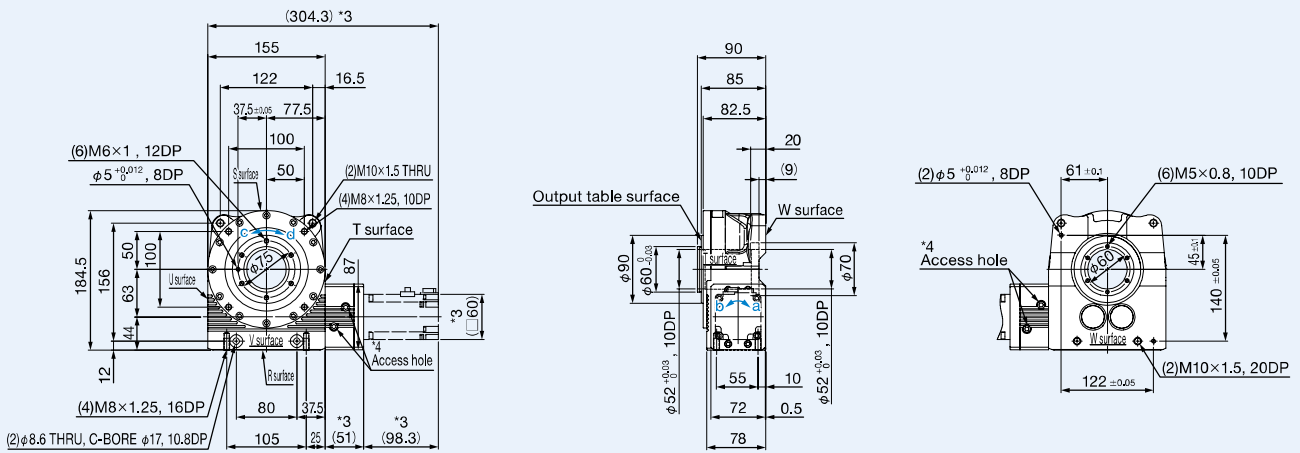 (304.3) *3
155
122
16.5
37.5±0.05
77.5
100
(6)M6×1 , 12DP
50
φ5 +0.012 0 , 8DP
S surface
(2)M10×1.5 THRU
(4)M8×1.25, 10DP
c
d
T surface
φ75
184.5
156
50
100
63
44
12
87
U surface
*3
(□60)
V surface
R surface
*4
Access hole
(4)M8×1.25, 16DP
80
37.5
*3
(51)
*3
(98.3)
(2)φ8.6 THRU, C-BORE φ17, 10.8DP
105
25
90
85
82.5
20
(9)
Output table surface
W surface
surface
φ90
φ60 0 -0.03
φ70
b
a
φ52 +0.03 0 , 10DP
φ52 +0.03 0 , 10DP
55
10
72
0.5
78
(2)φ5 +0.012 0 , 8DP
61 ±0.1
(6)M5×0.8, 10DP
*4
Access hole
φ60
45±0.1
140 ±0.05
W surface
(2)M10×1.5, 20DP
122 ±0.05